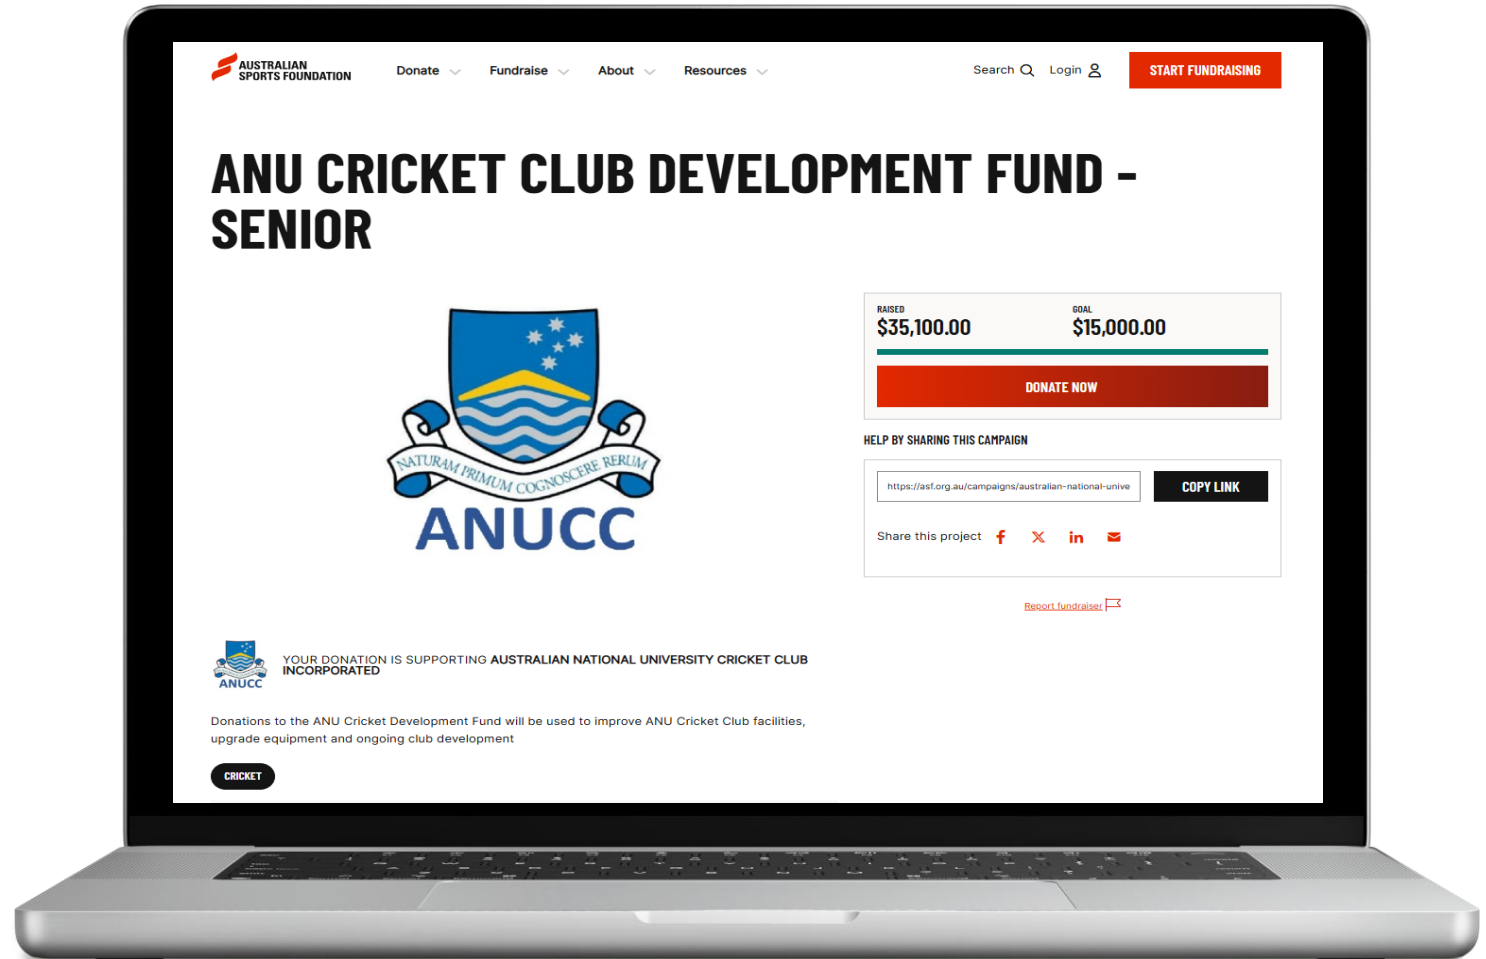 AUSTRALIAN
SPORTS FOUNDATION
Donate
Fundraise
About
Resources
Search
Login
START FUNDRAISING
ANU CRICKET CLUB DEVELOPMENT FUND -
SENIOR
NATURAM PRIMUM COGNOSCERE RERUM
ANUCC
RAISED
$35,100.00
GOAL
$15,000.00
DONATE NOW
HELP BY SHARING THIS CAMPAIGN
https://asf.org.au/campaigns/australian-national-unive
COPY LINK
Share this project
Report fundraiser
ANUCC
YOUR DONATION IS SUPPORTING AUSTRALIAN NATIONAL UNIVERSITY CRICKET CLUB
INCORPORATED
Donations to the ANU Cricket Development Fund will be used to improve ANU Cricket Club facilities,
upgrade equipment and ongoing club development
CRICKET